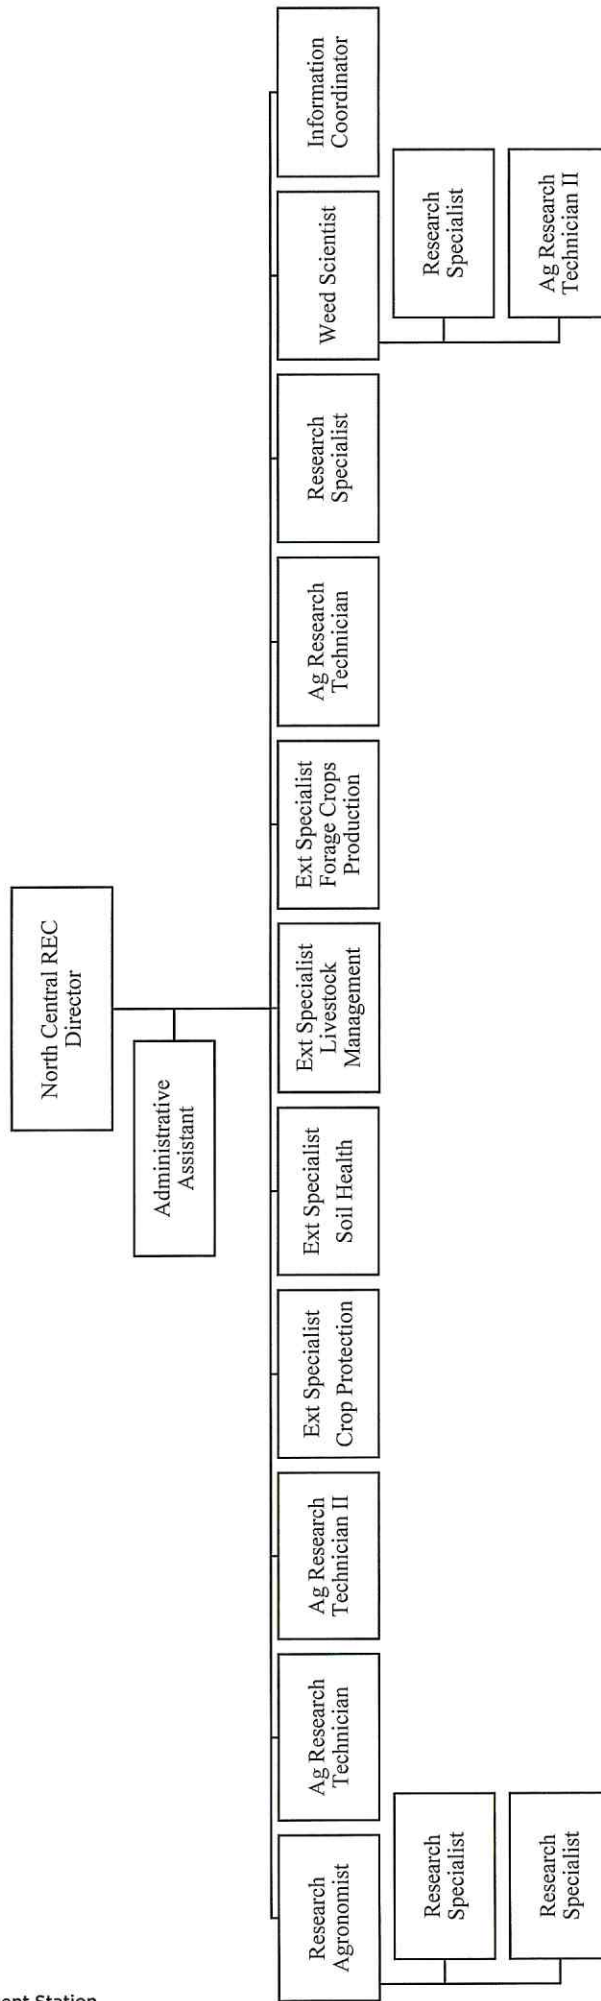 North Central REC
Director
Administrative
Assistant
Research
Agronomist
Ag Research
Technician
Ag Research
Technician II
Ext Specialist
Crop Protection
Ext Specialist
Soil Health
Ext Specialist
Livestock
Management
Ext Specialist
Forage Crops
Production
Ag Research
Technician
Research
Specialist
Weed Scientist
Information
Coordinator
Research
Specialist
Research
Specialist
Research
Specialist
Ag Research
Technician II
Station